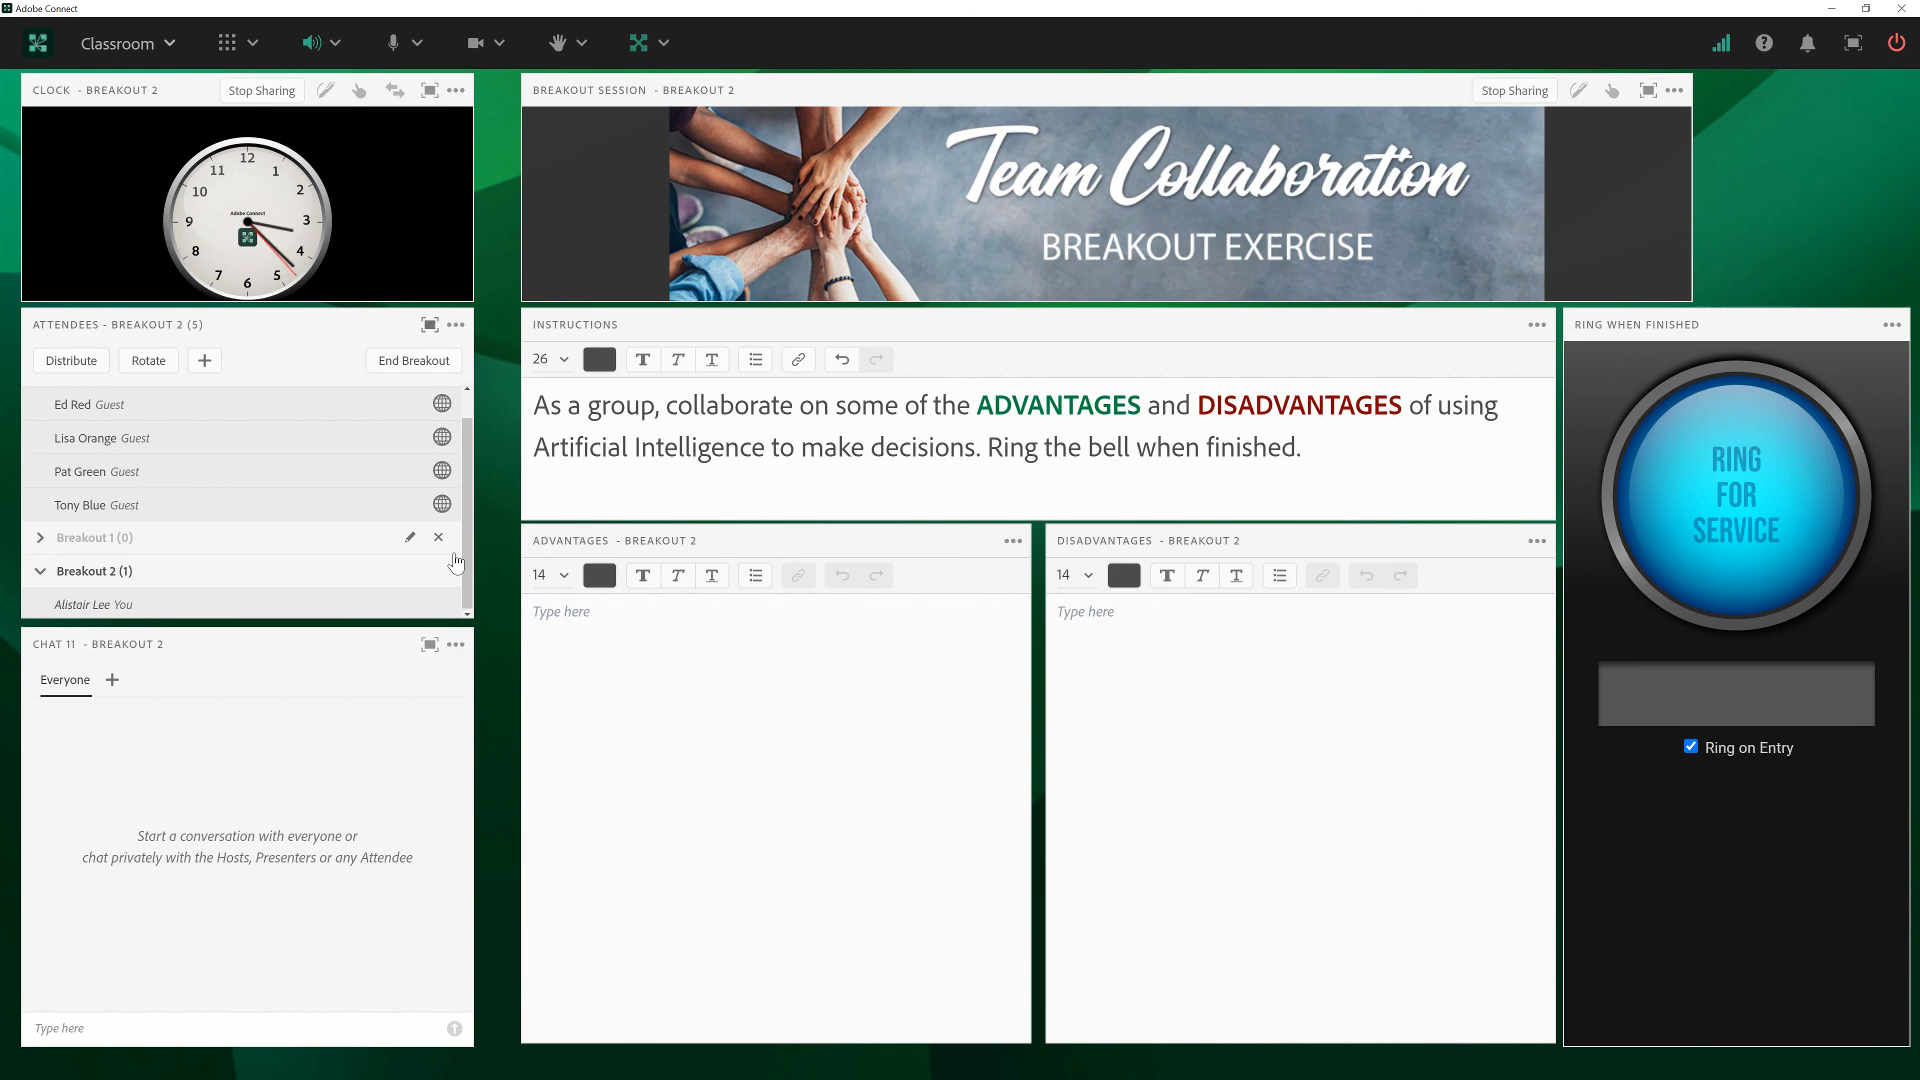 Adobe Connect
Classroom
CLOCK - BREAKOUT 2
Stop Sharing
12
11
1
10
2
Adobe Connect
9
3
8
4
7
5
6
BREAKOUT SESSION - BREAKOUT 2
Stop Sharing
Team Collaboration
BREAKOUT EXERCISE
ATTENDEES - BREAKOUT 2 (5)
Distribute
Rotate
End Breakout
Ed Red Guest
Lisa Orange Guest
Pat Green Guest
Tony Blue Guest
Breakout 1 (0)
Breakout 2 (1)
Alistair Lee You
INSTRUCTIONS
26
As a group, collaborate on some of the ADVANTAGES and DISADVANTAGES of using
Artificial Intelligence to make decisions. Ring the bell when finished.
RING WHEN FINISHED
RING
FOR
SERVICE
Ring on Entry
ADVANTAGES - BREAKOUT 2
14
Type here
DISADVANTAGES - BREAKOUT 2
14
Type here
CHAT 11 - BREAKOUT 2
Everyone
Start a conversation with everyone or
chat privately with the Hosts, Presenters or any Attendee
Type here